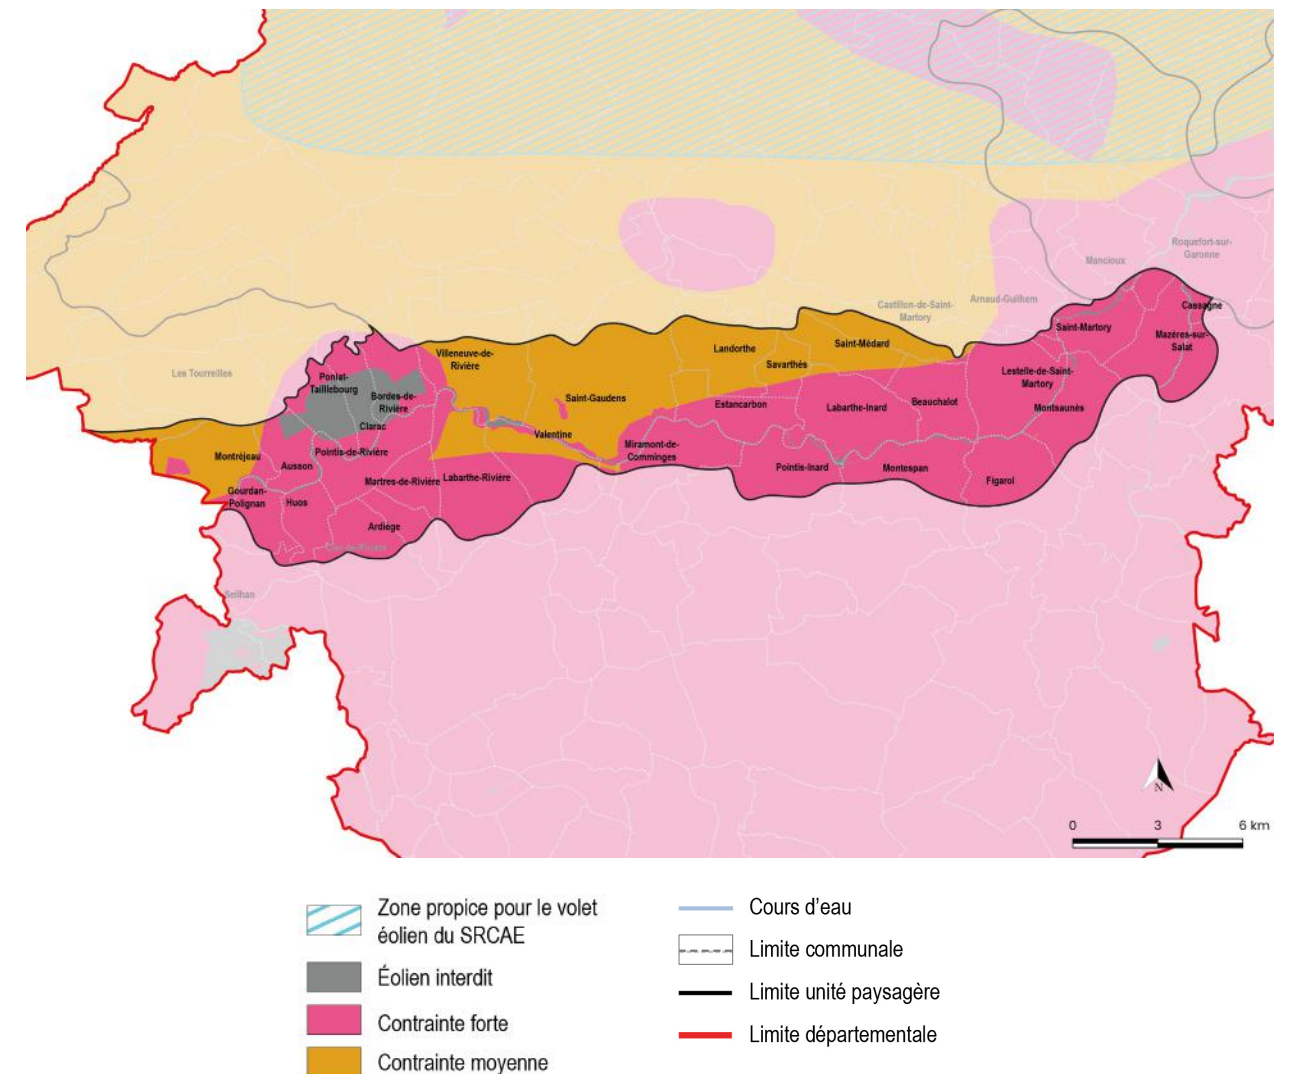 Roquefort-sur-
Garonne
Mancioux
Arnaud-Guilhem
Castillon-de-Saint-
Martory
Cassagne
Saint-Martory
Mazères-sur-
Salat
Saint-Médard
Landorthe
Villeneuve-de-
Rivière
Savarthès
Lestelle-de-Saint-
Martory
Les Tourreilles
Ponlat-
Taillebourg
Bordes-de-
Rivière
Saint-Gaudens
Estancarbon
Labarthe-Inard
Beauchalot
Montsaunès
Clarac
Valentine
Miramont-de-
Comminges
Pointis-de-Rivière
Montréjeau
Ausson
Pointis-Inard
Montespan
Martres-de-Rivière
Labarthe-Rivière
Figarol
Gourdan-
Polignan
Huos
Ardiège
Cier-de-Rivière
Seilhan
N
0 3 6 km
Zone propice pour le volet
éolien du SRCAE
Éolien interdit
Contrainte forte
Contrainte moyenne
Cours d'eau
Limite communale
Limite unité paysagère
Limite départementale